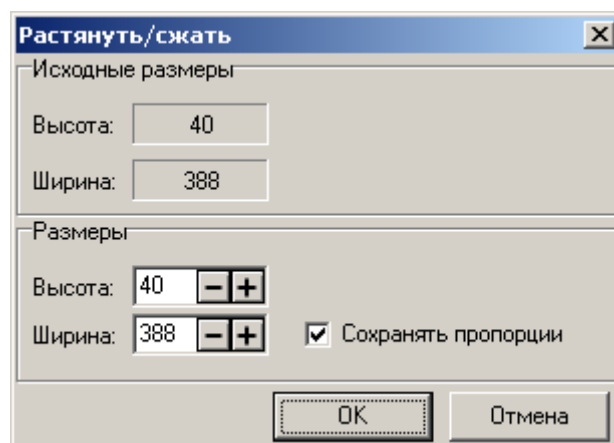 Растянуть/сжать
Исходные размеры
Высота: 40
Ширина: 388
Размеры
Высота: 40
Ширина: 388 Сохранять пропорции
OK Отмена